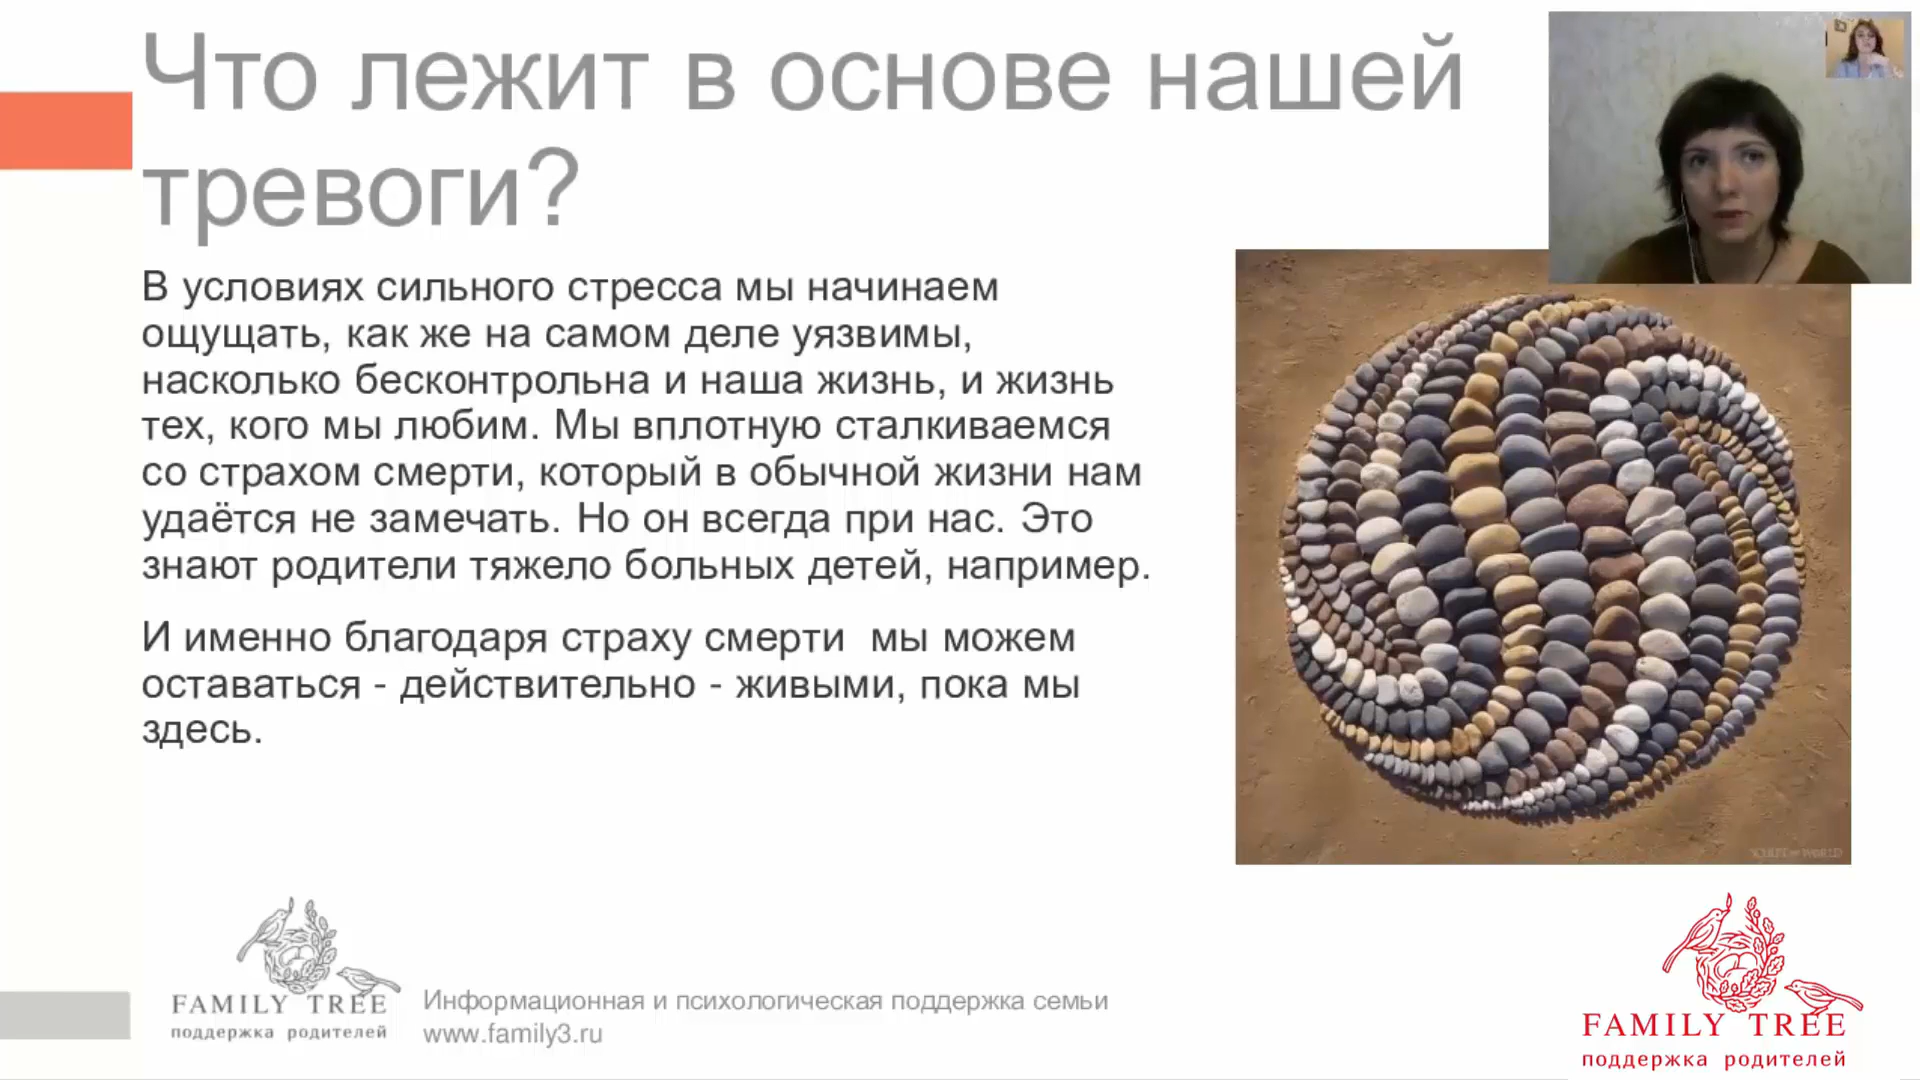 Что лежит в основе нашей
тревоги?
В условиях сильного стресса мы начинаем
ощущать, как же на самом деле уязвимы,
насколько бесконтрольна и наша жизнь, и жизнь
тех, кого мы любим. Мы вплотную сталкиваемся
со страхом смерти, который в обычной жизни нам
удаётся не замечать. Но он всегда при нас. Это
знают родители тяжело больных детей, например.
И именно благодаря страху смерти мы можем
оставаться - действительно - живыми, пока мы
здесь.
FAMILY TREE
поддержка родителей
Информационная и психологическая поддержка семьи
www.family3.ru
FAMILY TREE
поддержка родителей